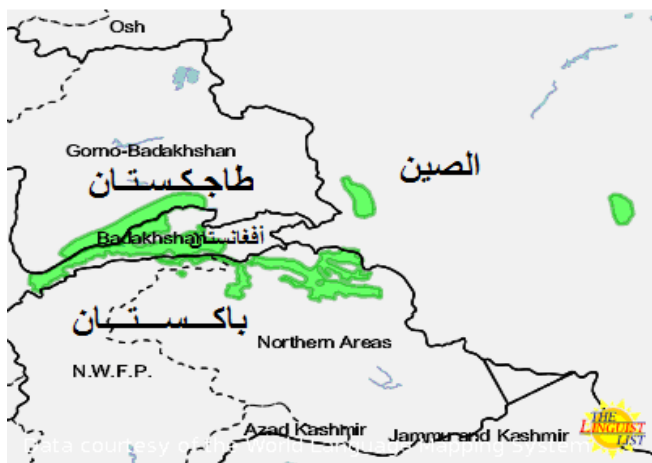 Osh
Gorno-Badakhshan
طاجكستان
الصين
Badakhshan
أفغانستان
باكستان
Northern Areas
N.W.F.P.
Azad Kashmir
Jammu and Kashmir
THE
LINGUIST
LIST
Data courtesy of the World Language Mapping System